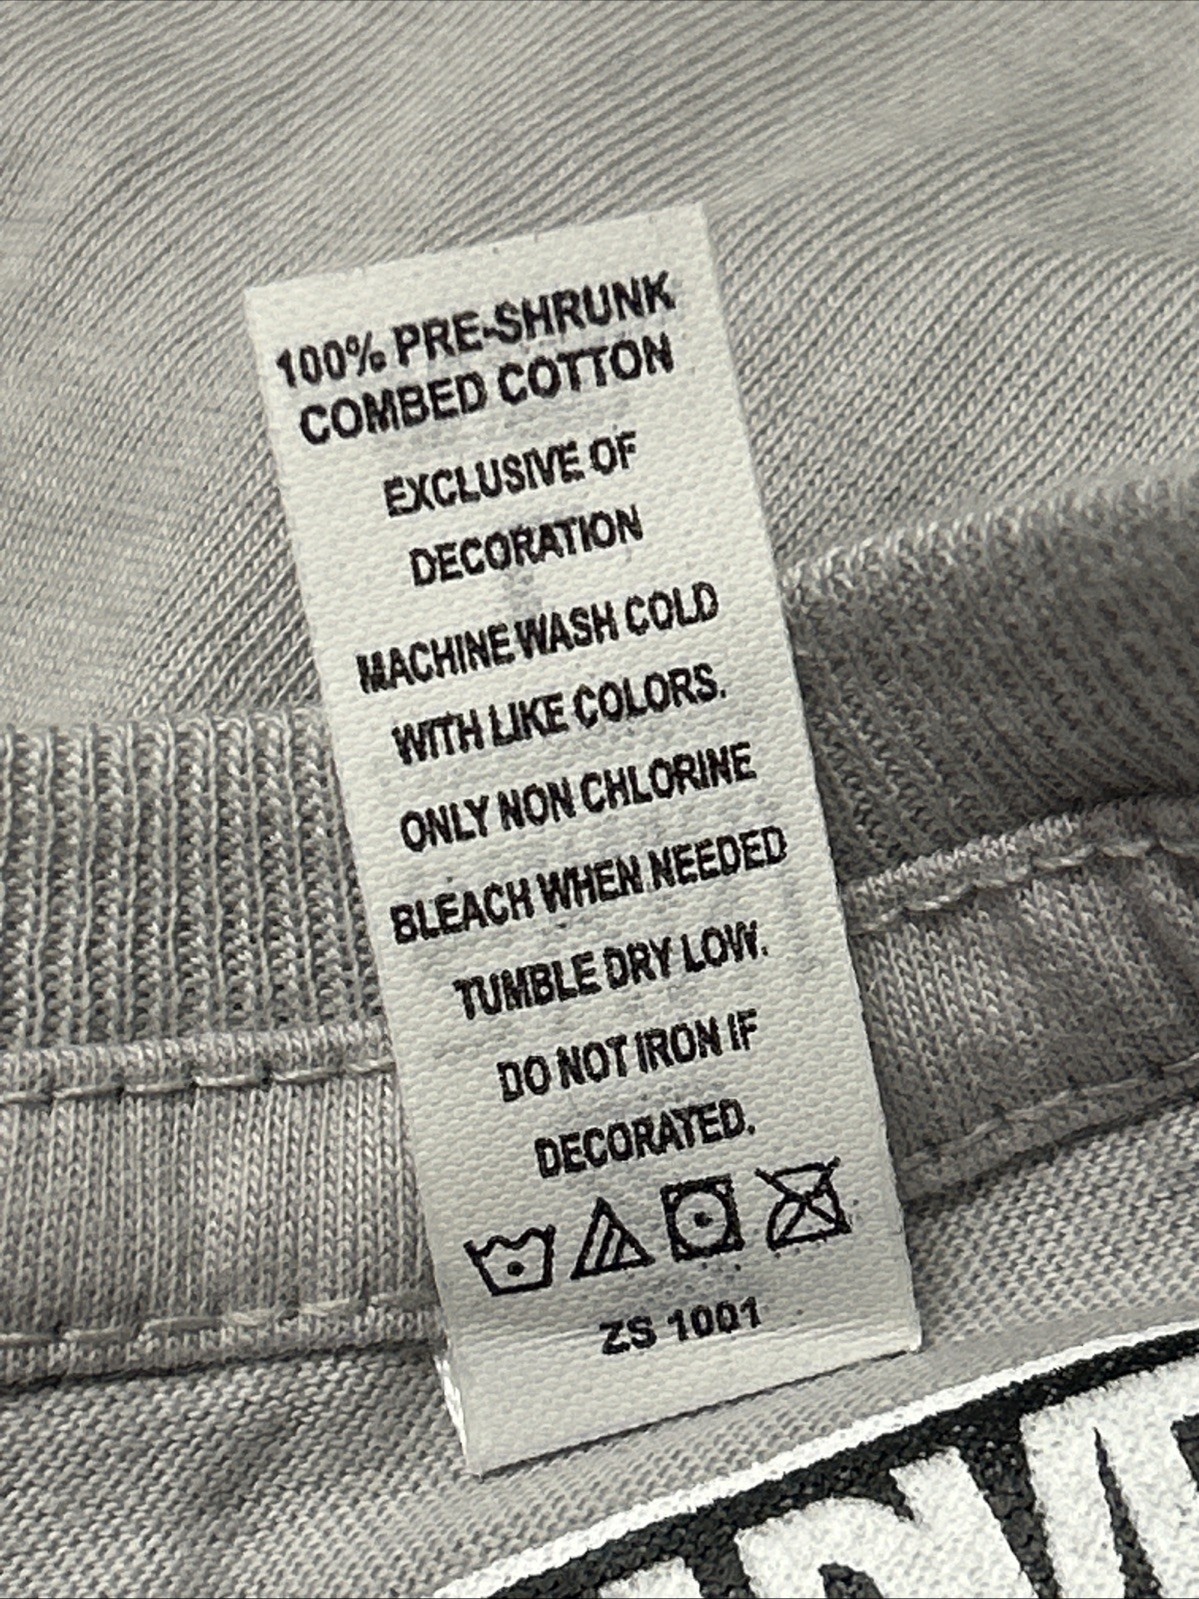 100% PRE-SHRUNK
COMBED COTTON
EXCLUSIVE OF
DECORATION
MACHINE WASH COLD
WITH LIKE COLORS.
ONLY NON CHLORINE
BLEACH WHEN NEEDED
TUMBLE DRY LOW.
DO NOT IRON IF
DECORATED.
ZS 1001